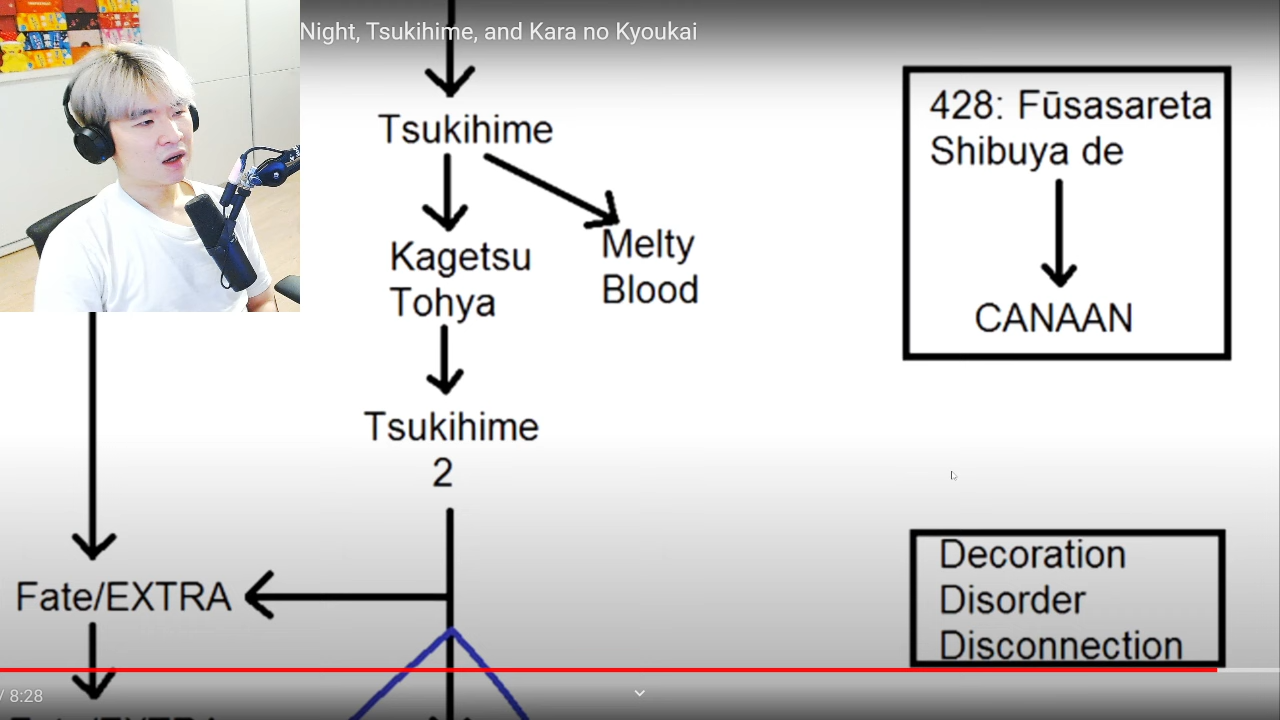 Night, Tsukihime, and Kara no Kyoukai
Tsukihime
Kagetsu
Tohya
Melty
Blood
Tsukihime
2
Fate/EXTRA
428: Fūsasareta
Shibuya de
CANAAN
Decoration
Disorder
Disconnection
/ 8:28